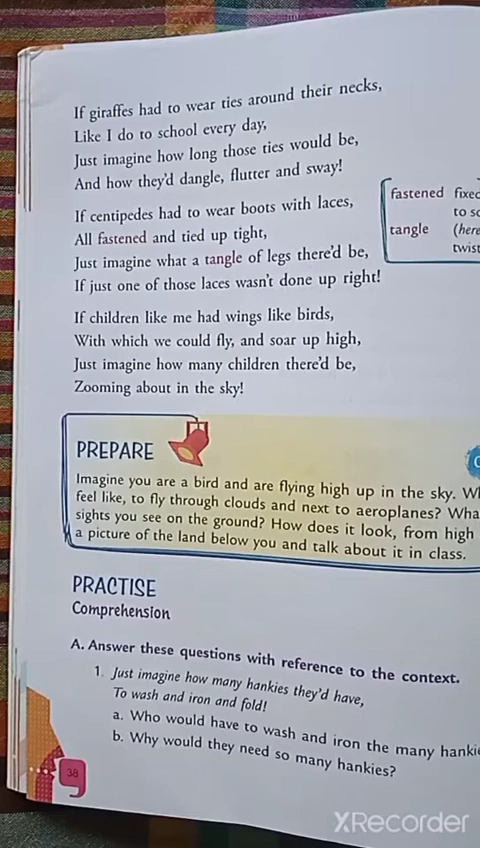 If giraffes had to wear ties around their necks,
Like I do to school every day,
Just imagine how long those ties would be,
And how they'd dangle, flutter and sway!
If centipedes had to wear boots with laces,
All fastened and tied up tight,
Just imagine what a tangle of legs there'd be,
If just one of those laces wasn't done up right!
fastened fixed
to
tangle (here
twist
If children like me had wings like birds,
With which we could fly, and soar up high,
Just imagine how many children there'd be,
Zooming about in the sky!
PREPARE
Imagine you are a bird and are flying high up in the sky.
feel like, to fly through clouds and next to aeroplanes?
sights you see on the ground? How does it look, from high
a picture of the land below you and talk about it in class.
PRACTISE
Comprehension
A. Answer these questions with reference to the context.
1. Just imagine how many hankies they'd have,
To wash and iron and fold!
a. Who would have to wash and iron the many hankie
b. Why would they need so many hankies?
38
XRecorder